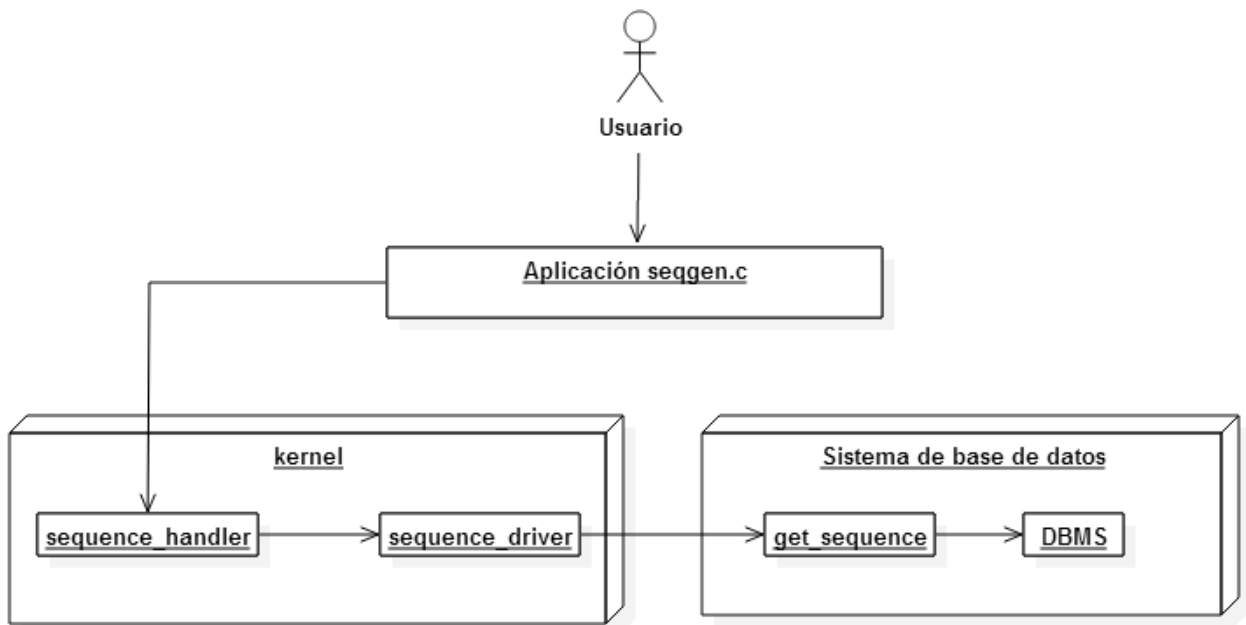 Usuario
Aplicación seqgen.c
kernel
Sistema de base de datos
sequence_handler
sequence_driver
get_sequence
DBMS